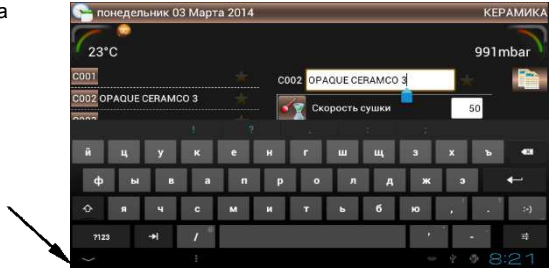 а
понедельник 03 Марта 2014 КЕРАМИКА
23°C 991mbar
C001
C002 OPAQUE CERAMCO 3
C002 OPAQUE CERAMCO 3
Скорость сушки 50
! ? . : ;
й ц у к е н г ш щ з х ъ
ф ы в а п р о л д ж э
я ч с м и т ь б ю , . :-)
?123 / ' -
8:21